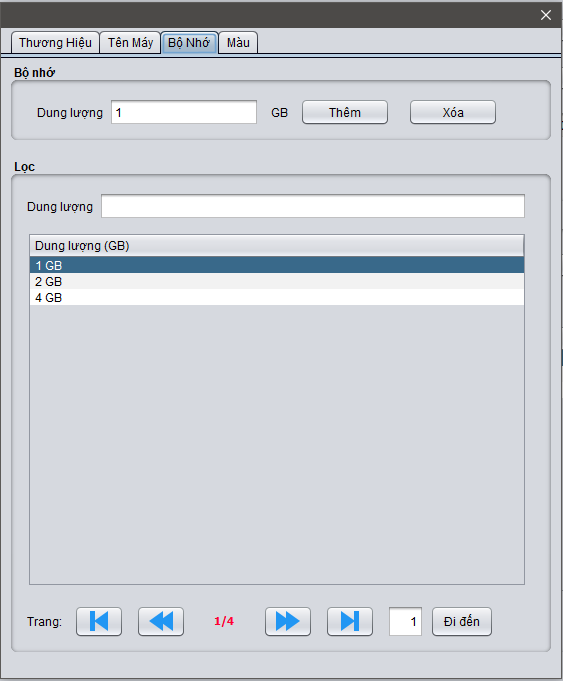 Thương Hiệu Tên Máy Bộ Nhớ Màu
Bộ nhớ
Dung lượng 1 GB Thêm Xóa
Lọc
Dung lượng
Dung lượng (GB)
1 GB
2 GB
4 GB
Trang: 1/4 1 Đi đến